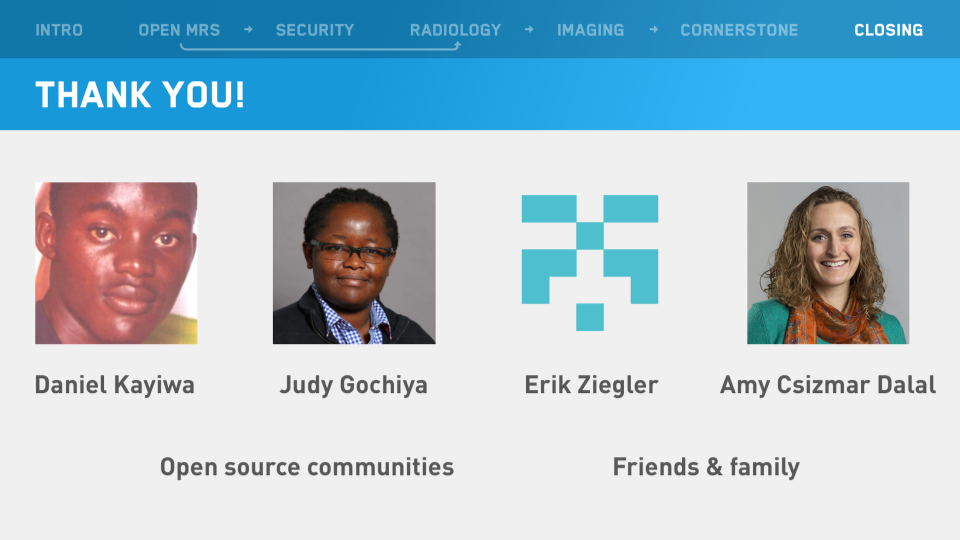 INTRO OPEN MRS → SECURITY RADIOLOGY → IMAGING → CORNERSTONE CLOSING
THANK YOU!
Daniel Kayiwa Judy Gochiya Erik Ziegler Amy Csizmar Dalal
Open source communities Friends & family